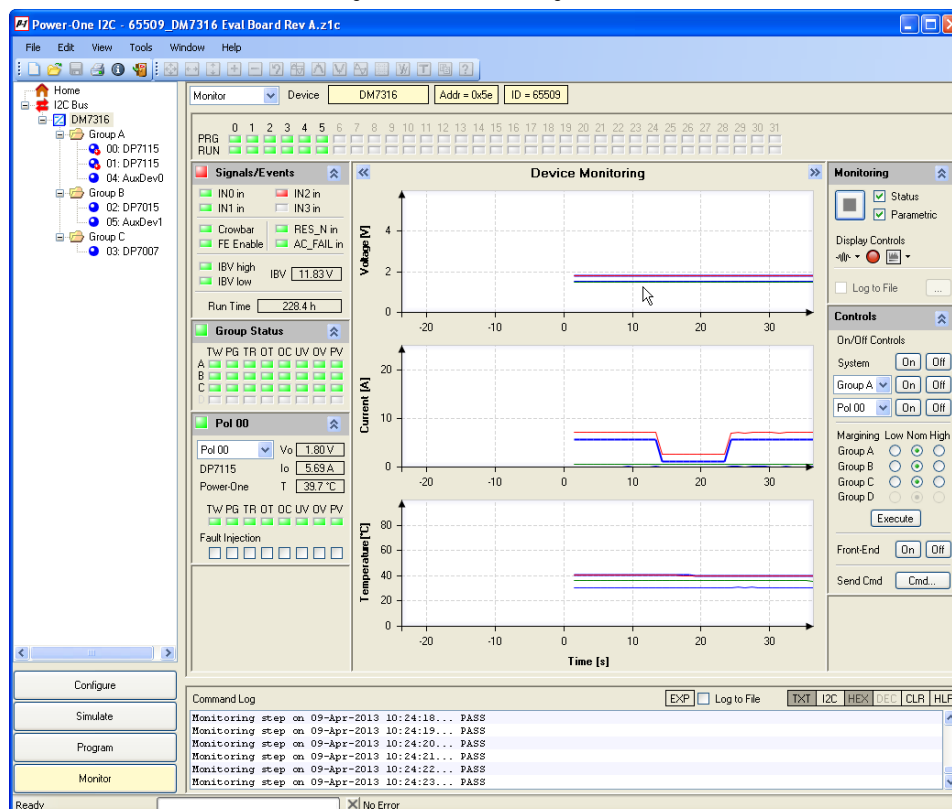 Power-One I2C - 65509_DM7316 Eval Board Rev A.z1c
File Edit View Tools Window Help
Home
I2C Bus
DM7316
Group A
00: DP7115
01: DP7115
04: AuxDev0
Group B
02: DP7015
05: AuxDev1
Group C
03: DP7007
Configure
Simulate
Program
Monitor
Monitor Device DM7316 Addr = 0x5e ID = 65509
0 1 2 3 4 5 6 7 8 9 10 11 12 13 14 15 16 17 18 19 20 21 22 23 24 25 26 27 28 29 30 31
PRG
RUN
Signals/Events
IN0 in IN2 in
IN1 in IN3 in
Crowbar RES_N in
FE Enable AC_FAIL in
IBV high
IBV 11.83 V
IBV low
Run Time 228.4 h
Group Status
TW PG TR OT OC UV OV PV
A
B
C
D
Pol 00
Pol 00 Vo 1.80 V
DP7115 Io 5.69 A
Power-One T 39.7 °C
TW PG TR OT OC UV OV PV
Fault Injection
Device Monitoring
Voltage [V]
4
2
0
-20 -10 0 10 20 30
Current [A]
20
10
0
-20 -10 0 10 20 30
Temperature [°C]
80
60
40
20
0
-20 -10 0 10 20 30
Time [s]
Monitoring
Status
Parametric
Display Controls
Log to File ...
Controls
On/Off Controls
System On Off
Group A On Off
Pol 00 On Off
Margining Low Nom High
Group A
Group B
Group C
Group D
Execute
Front-End On Off
Send Cmd Cmd...
Command Log EXP Log to File TXT I2C HEX DEC CLR HLP
Monitoring step on 09-Apr-2013 10:24:18... PASS
Monitoring step on 09-Apr-2013 10:24:19... PASS
Monitoring step on 09-Apr-2013 10:24:20... PASS
Monitoring step on 09-Apr-2013 10:24:21... PASS
Monitoring step on 09-Apr-2013 10:24:22... PASS
Monitoring step on 09-Apr-2013 10:24:23... PASS
Ready No Error